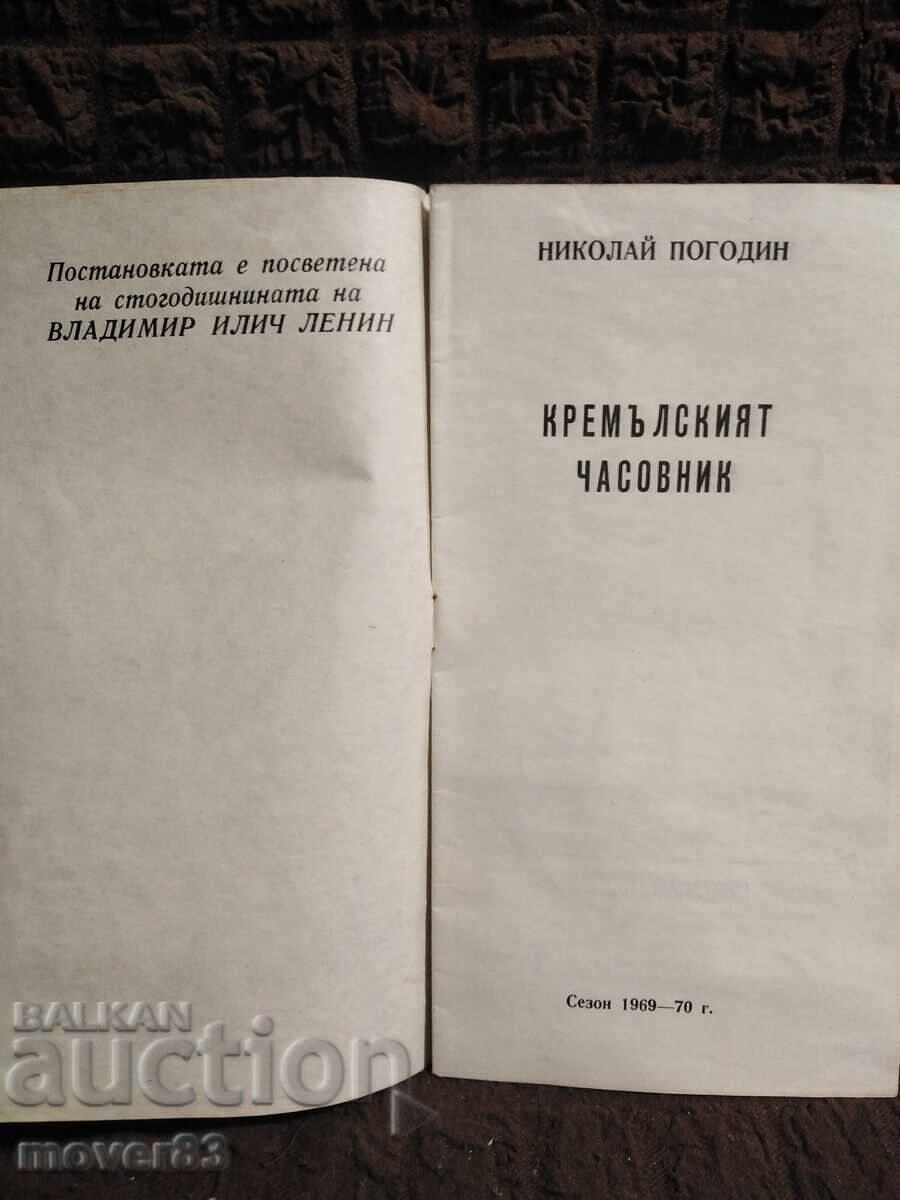 Постановката е посветена
на стогодишнината на
ВЛАДИМИР ИЛИЧ ЛЕНИН
НИКОЛАЙ ПОГОДИН
КРЕМЪЛСКИЯТ
ЧАСОВНИК
Сезон 1969—70 г.
BALKAN
auction
mover83